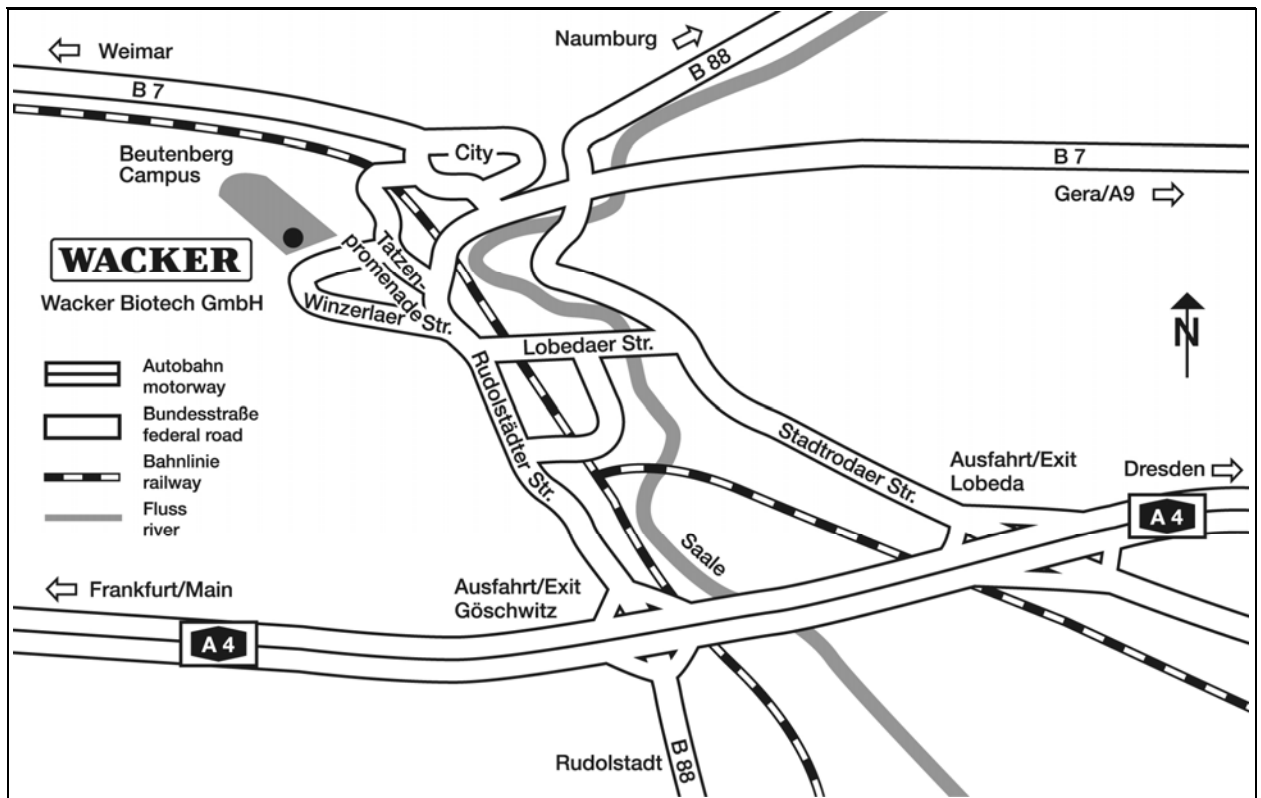 Weimar
Naumburg
B 88
B 7
City
B 7
Beutenberg
Campus
Gera/A9
WACKER
Wacker Biotech GmbH
Tatzen-
promenade
Winzerlaer Str.
Lobedaer Str.
N
Autobahn
motorway
Bundesstraße
federal road
Bahnlinie
railway
Fluss
river
Rudolstädter Str.
Stadtrodaer Str.
Ausfahrt/Exit
Lobeda
Dresden
A 4
Saale
Frankfurt/Main
Ausfahrt/Exit
Göschwitz
A 4
Rudolstadt
B 88